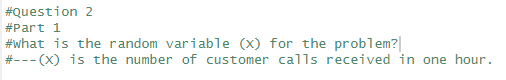 #Question 2
#Part 1
#What is the random variable (X) for the problem?
#---(X) is the number of customer calls received in one hour.